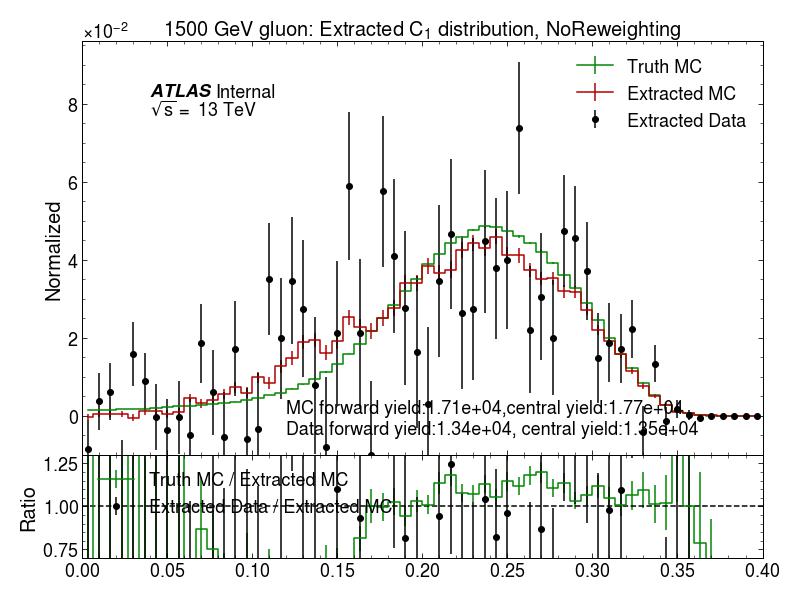 ×10⁻²
1500 GeV gluon: Extracted C₁ distribution, NoReweighting
ATLAS Internal
√s = 13 TeV
Truth MC
Extracted MC
Extracted Data
Normalized
8
6
4
2
0
MC forward yield:1.71e+04,central yield:1.77e+04
Data forward yield:1.34e+04, central yield:1.35e+04
Ratio
1.25
1.00
0.75
Truth MC / Extracted MC
Extracted Data / Extracted MC
0.00 0.05 0.10 0.15 0.20 0.25 0.30 0.35 0.40